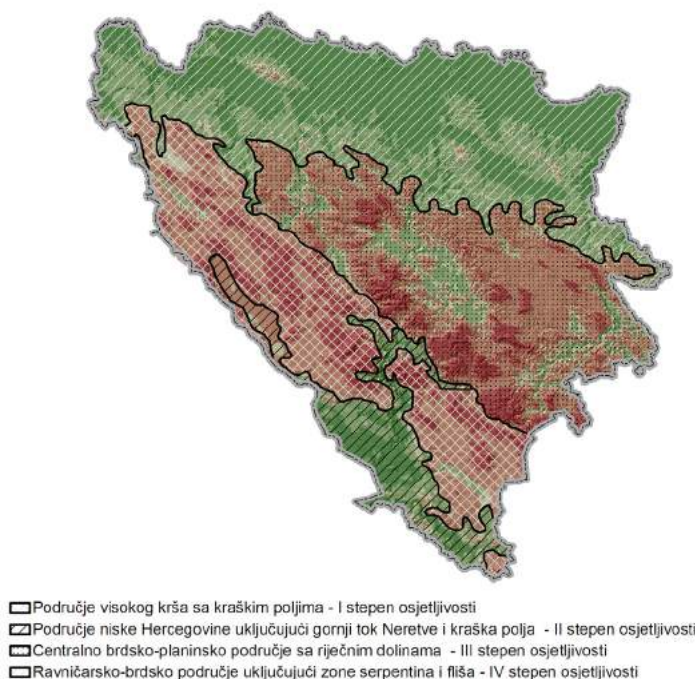 Područje visokog krša sa kraškim poljima - I stepen osjetljivosti
Područje niske Hercegovine uključujući gornji tok Neretve i kraška polja - II stepen osjetljivosti
Centralno brdsko-planinsko područje sa riječnim dolinama - III stepen osjetljivosti
Ravničarsko-brdsko područje uključujući zone serpentina i fliša - IV stepen osjetljivosti